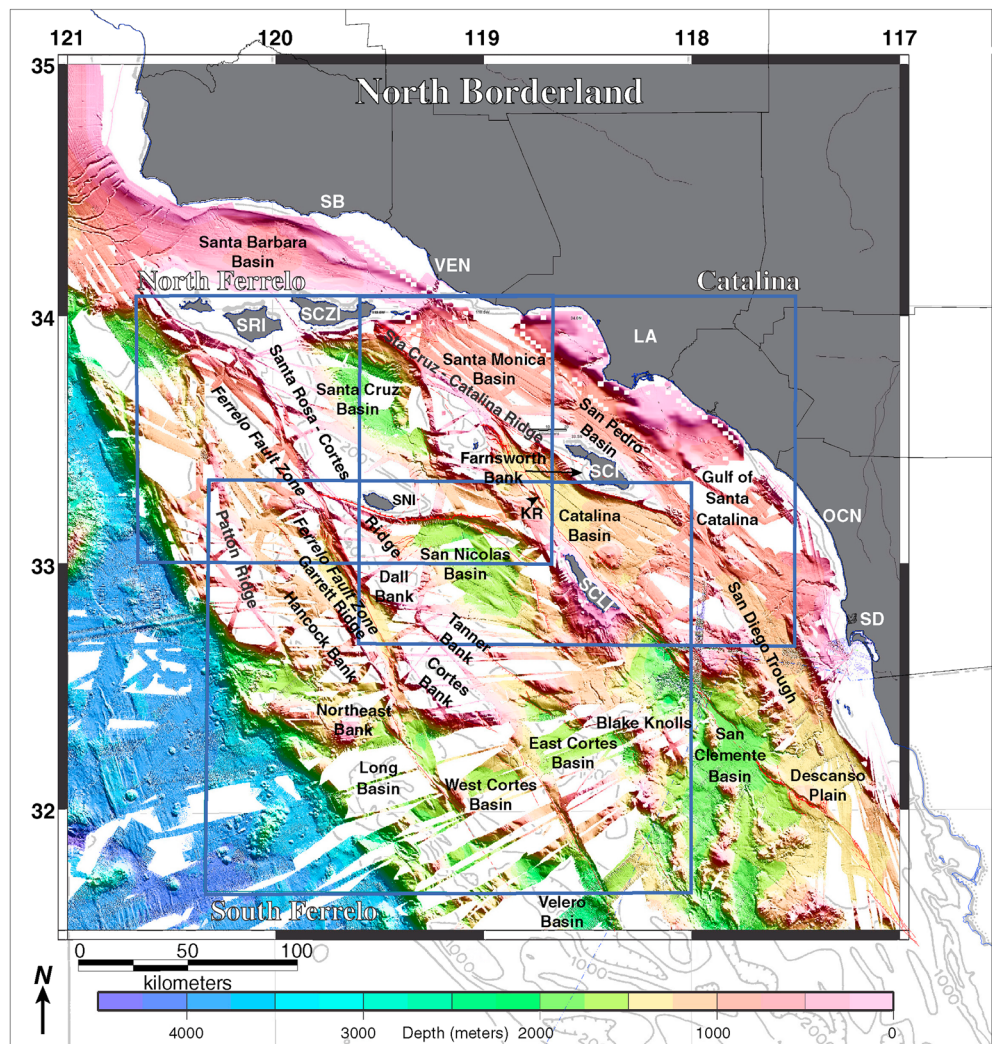 121 120 119 118 117
35
North Borderland
SB
Santa Barbara
Basin
VEN
North Ferrelo
Catalina
34
SRI
SCZI
LA
Sta Cruz - Catalina Ridge
Santa Monica
Basin
Santa Rosa - Cortes
Ridge
Santa Cruz
Basin
Ferrelo Fault Zone
San Pedro
Basin
Farnsworth
Bank
SCI
Gulf of
Santa
Catalina
SNI
KR
Catalina
Basin
OCN
Patton
Ridge
Ferrelo Fault Zone
Garrett Ridge
Hancock Bank
San Nicolas
Basin
33
Dall
Bank
SCLI
San Diego Trough
SD
Tanner
Bank
Cortes
Bank
Northeast
Bank
Blake Knolls
East Cortes
Basin
San
Clemente
Basin
Long
Basin
West Cortes
Basin
Descanso
Plain
32
South Ferrelo
Velero
Basin
0 50 100
kilometers
N
1000
1000
2000
4000 3000 Depth (meters) 2000 1000 0